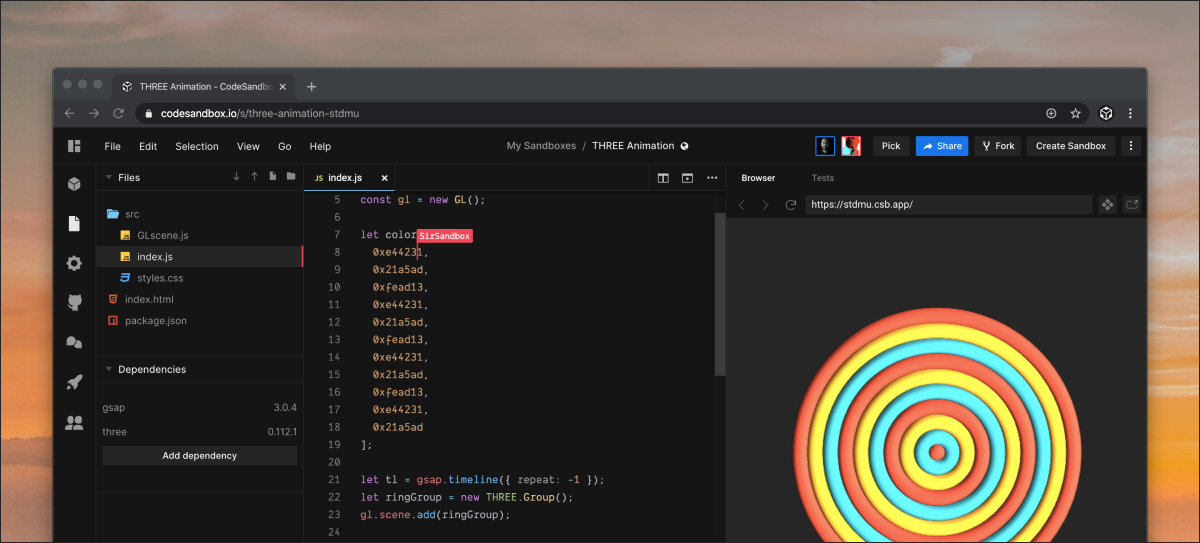 THREE Animation - CodeSandbo
codesandbox.io/s/three-animation-stdmu
File Edit Selection View Go Help
My Sandboxes / THREE Animation
Pick Share Fork Create Sandbox
Files
src
GLscene.js
index.js
styles.css
index.html
package.json
Dependencies
gsap 3.0.4
three 0.112.1
Add dependency
JS index.js
5 const gl = new GL();
6
7 let color
SirSandbox
8 0xe44231,
9 0x21a5ad,
10 0xfead13,
11 0xe44231,
12 0x21a5ad,
13 0xfead13,
14 0xe44231,
15 0x21a5ad,
16 0xfead13,
17 0xe44231,
18 0x21a5ad
19 ];
20
21 let tl = gsap.timeline({ repeat: -1 });
22 let ringGroup = new THREE.Group();
23 gl.scene.add(ringGroup);
24
Browser Tests
https://stdmu.csb.app/